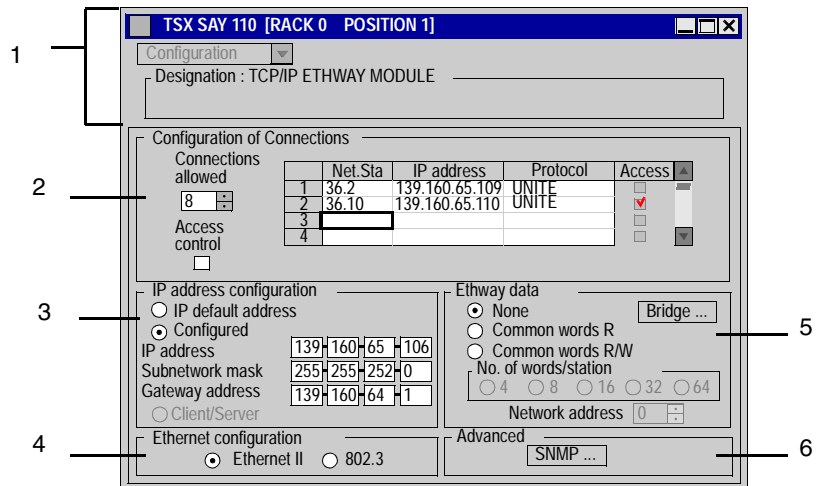 TSX SAY 110 [RACK 0 POSITION 1]
1
Configuration
Designation : TCP/IP ETHWAY MODULE
Configuration of Connections
Connections allowed
8
Access control
2
Net.Sta IP address Protocol Access
1 36.2 139.160.65.109 UNITE
2 36.10 139.160.65.110 UNITE
3
4
3
IP address configuration
IP default address
Configured
IP address 139 160 65 106
Subnetwork mask 255 255 252 0
Gateway address 139 160 64 1
Client/Server
Ethway data
None Bridge ...
Common words R
Common words R/W
No. of words/station
4 8 16 32 64
Network address 0
5
4
Ethernet configuration
Ethernet II 802.3
Advanced
SNMP ...
6